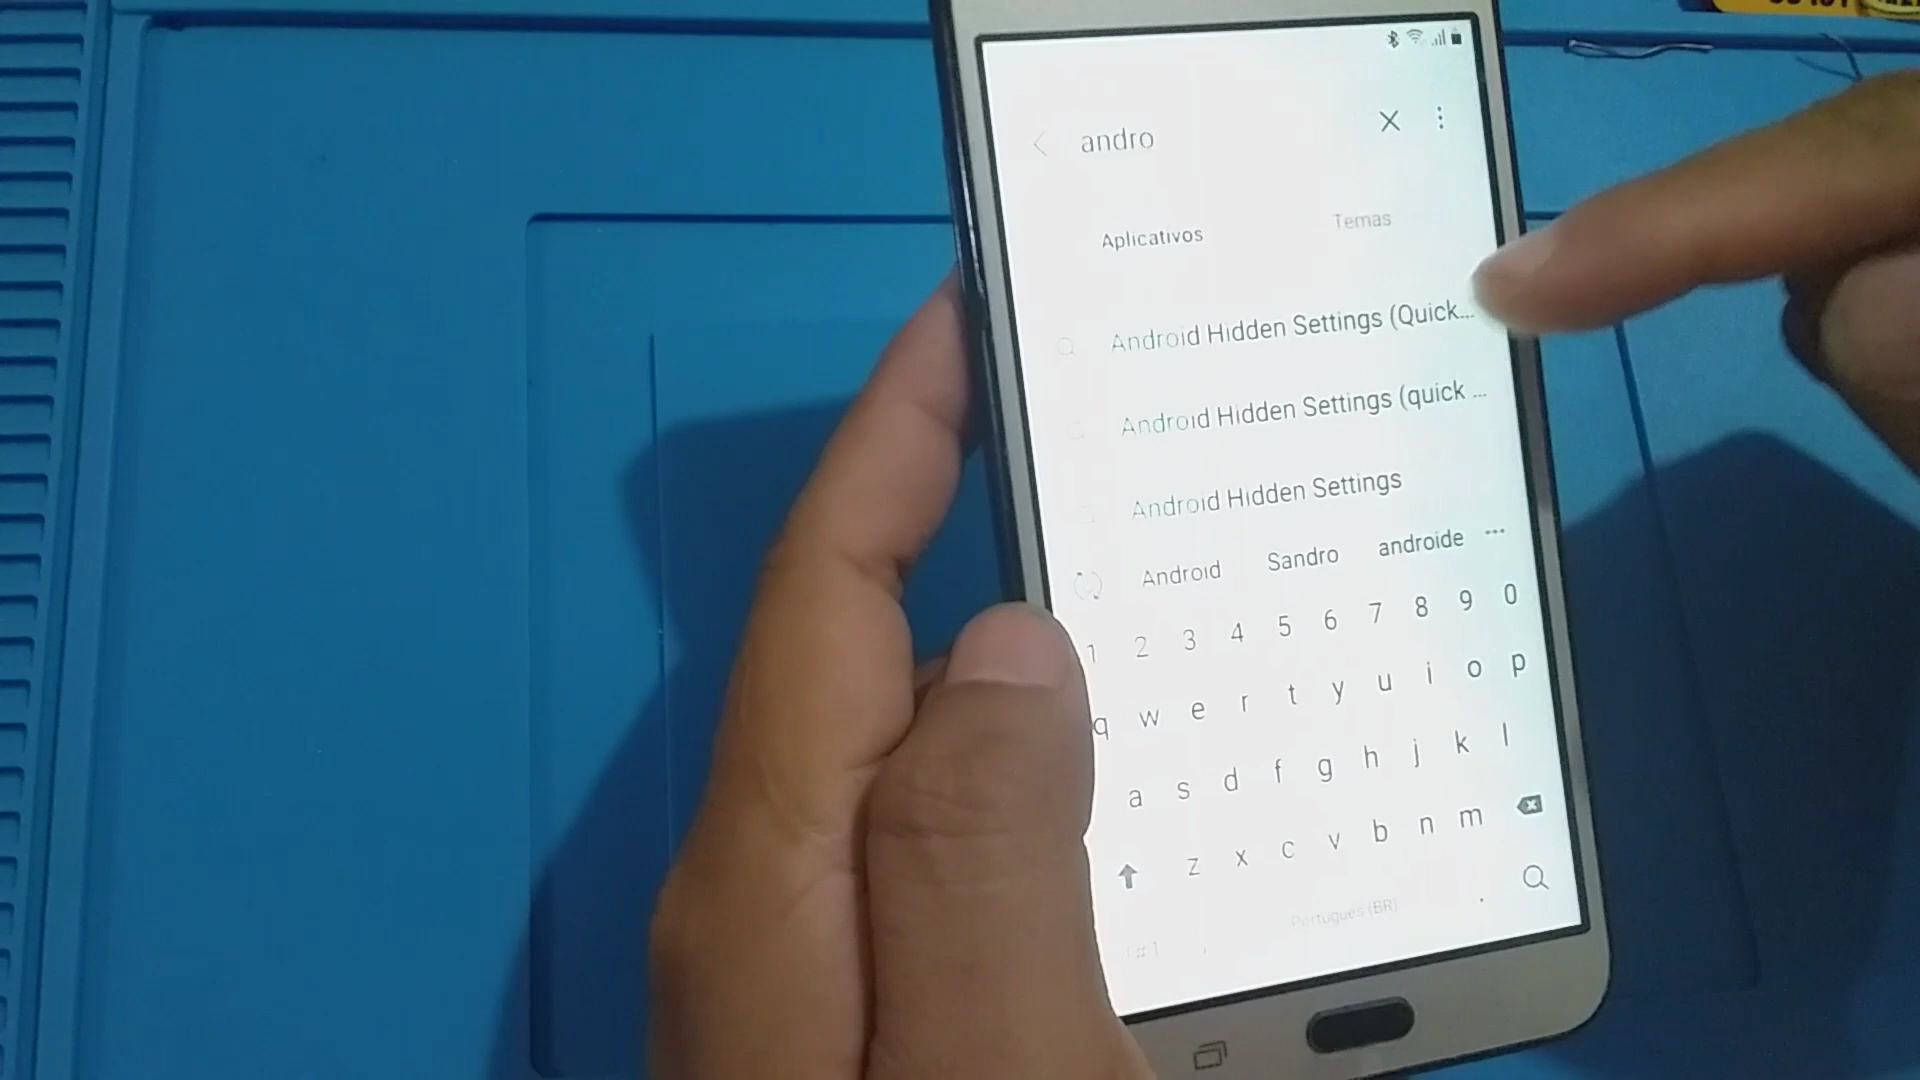 andro
Aplicativos
Temas
Android Hidden Settings (Quick...
Android Hidden Settings (quick ...
Android Hidden Settings
Android Sandro androide ...
1 2 3 4 5 6 7 8 9 0
q w e r t y u i o p
a s d f g h j k l
z x c v b n m
!#1 , Português (BR) .